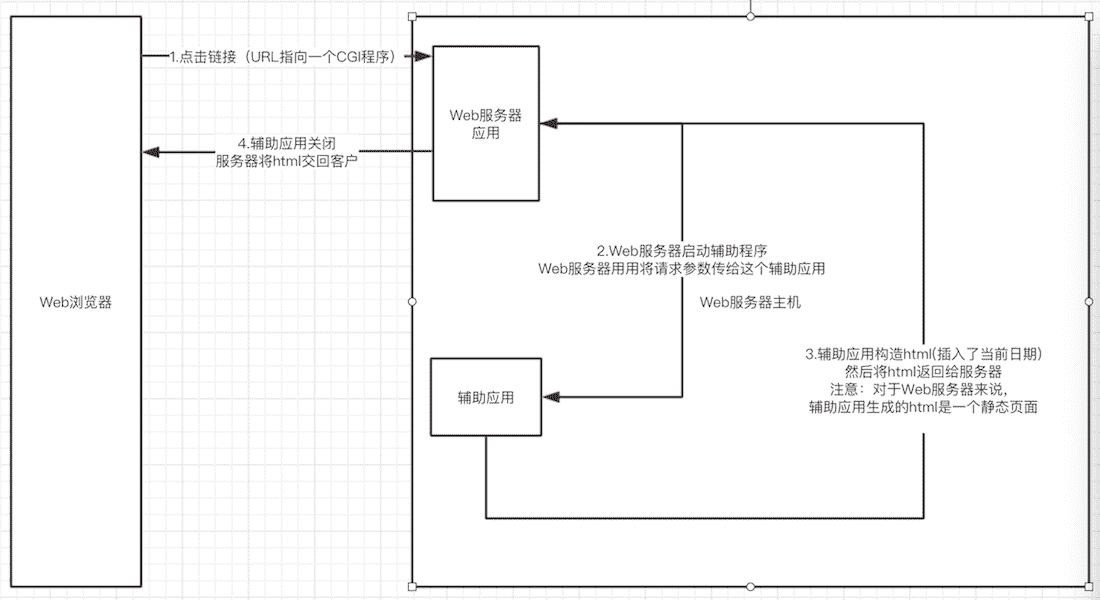 1.点击链接（URL指向一个CGI程序）
Web服务器
应用
4.辅助应用关闭
服务器将html交回客户
2.Web服务器启动辅助程序
Web服务器用用将请求参数传给这个辅助应用
Web浏览器
Web服务器主机
3.辅助应用构造html(插入了当前日期)
然后将html返回给服务器
注意：对于Web服务器来说,
辅助应用生成的html是一个静态页面
辅助应用